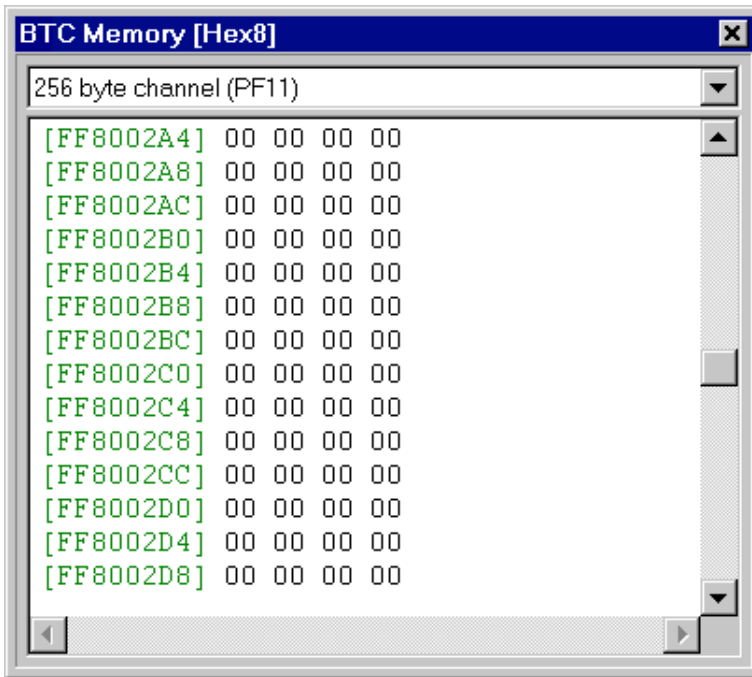 BTC Memory [Hex8]
256 byte channel (PF11)
[FF8002A4] 00 00 00 00
[FF8002A8] 00 00 00 00
[FF8002AC] 00 00 00 00
[FF8002B0] 00 00 00 00
[FF8002B4] 00 00 00 00
[FF8002B8] 00 00 00 00
[FF8002BC] 00 00 00 00
[FF8002C0] 00 00 00 00
[FF8002C4] 00 00 00 00
[FF8002C8] 00 00 00 00
[FF8002CC] 00 00 00 00
[FF8002D0] 00 00 00 00
[FF8002D4] 00 00 00 00
[FF8002D8] 00 00 00 00